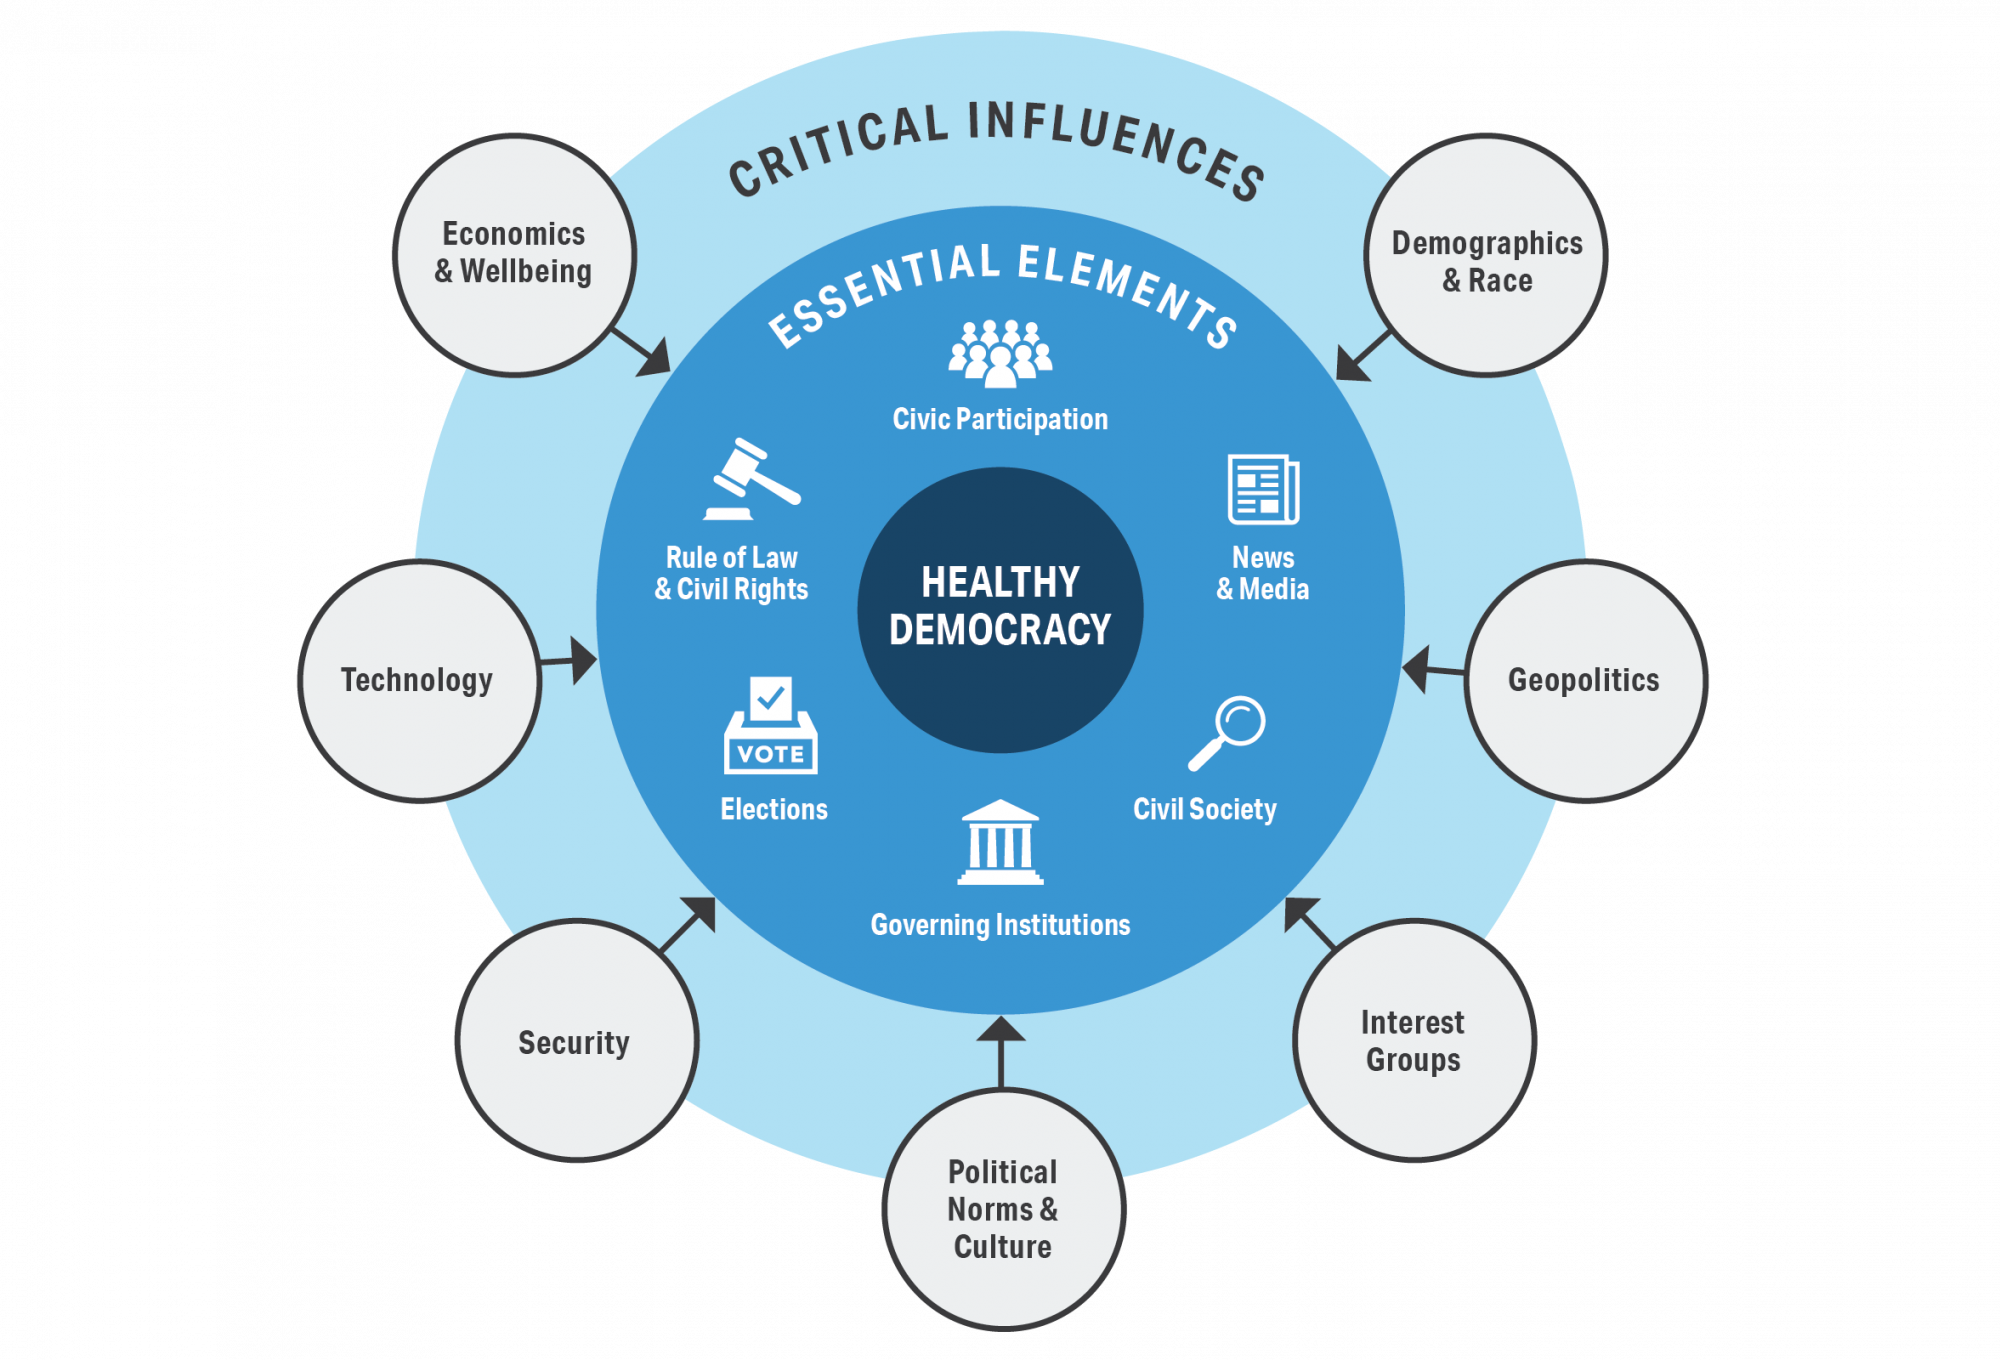 CRITICAL INFLUENCES
Economics
& Wellbeing
Demographics
& Race
ESSENTIAL ELEMENTS
Civic Participation
Rule of Law
& Civil Rights
News
& Media
HEALTHY
DEMOCRACY
Technology
Geopolitics
VOTE
Elections
Civil Society
Governing Institutions
Security
Interest
Groups
Political
Norms &
Culture